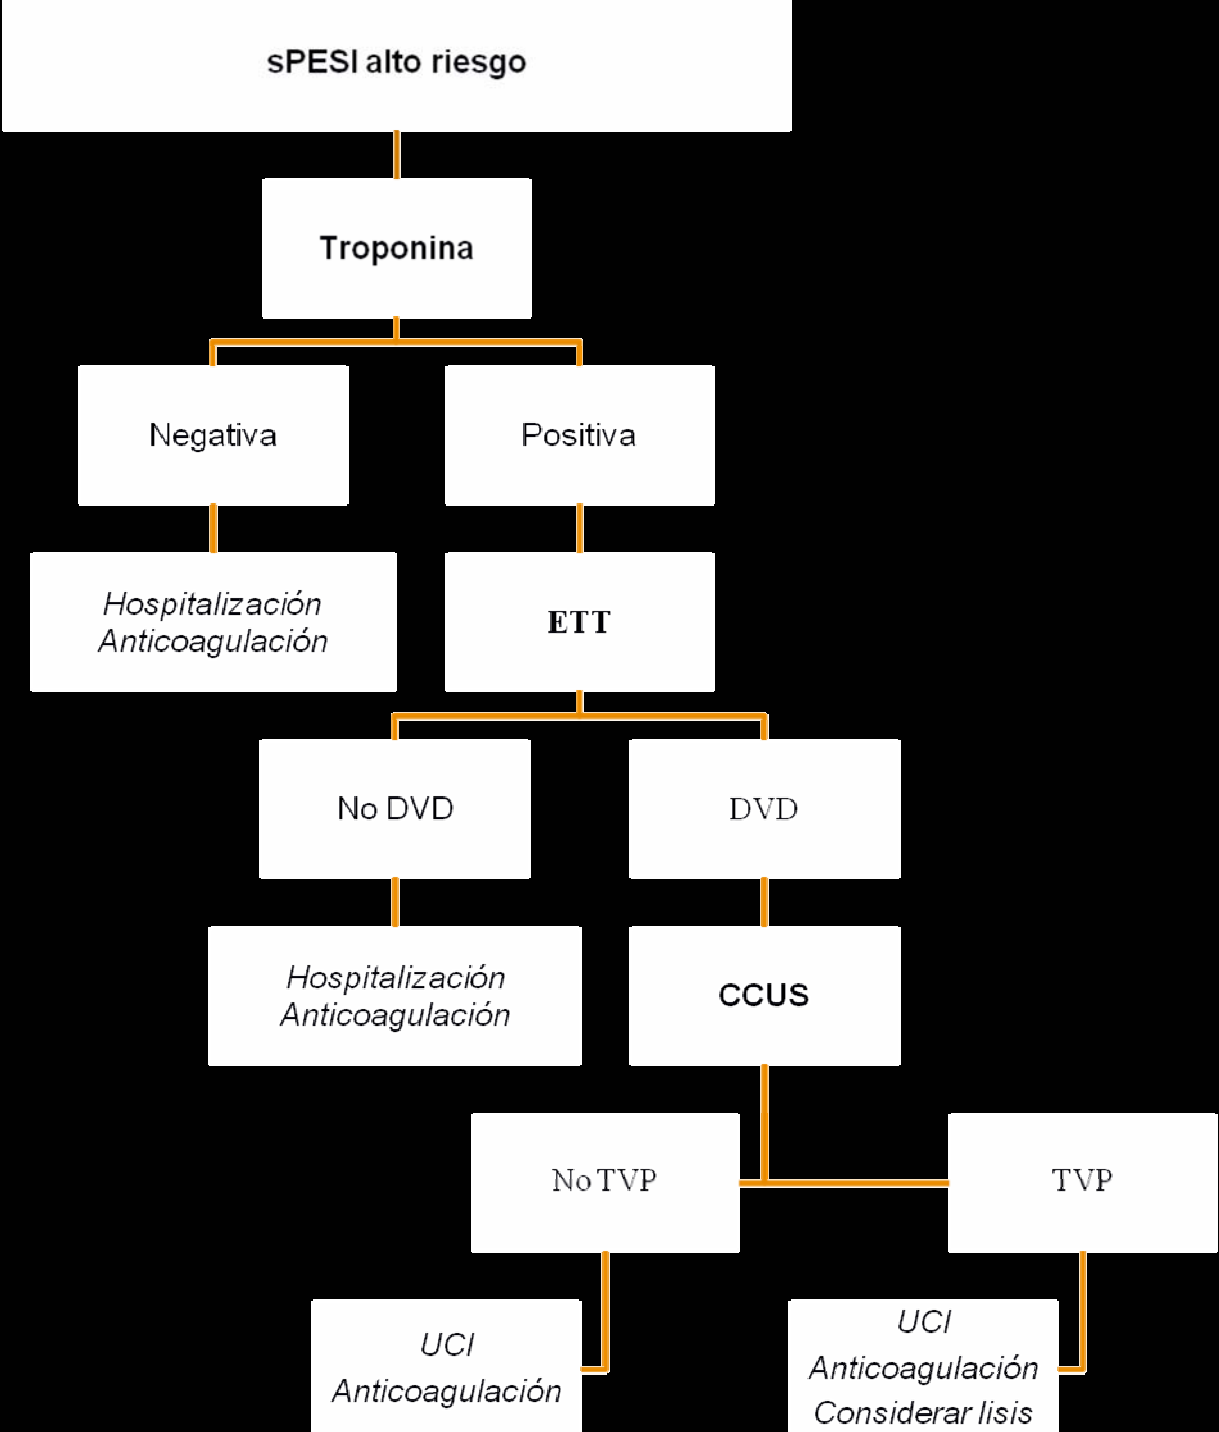 sPESI alto riesgo
Troponina
Negativa
Positiva
Hospitalización
Anticoagulación
ETT
No DVD
DVD
Hospitalización
Anticoagulación
CCUS
No TVP
TVP
UCI
Anticoagulación
UCI
Anticoagulación
Considerar lisis